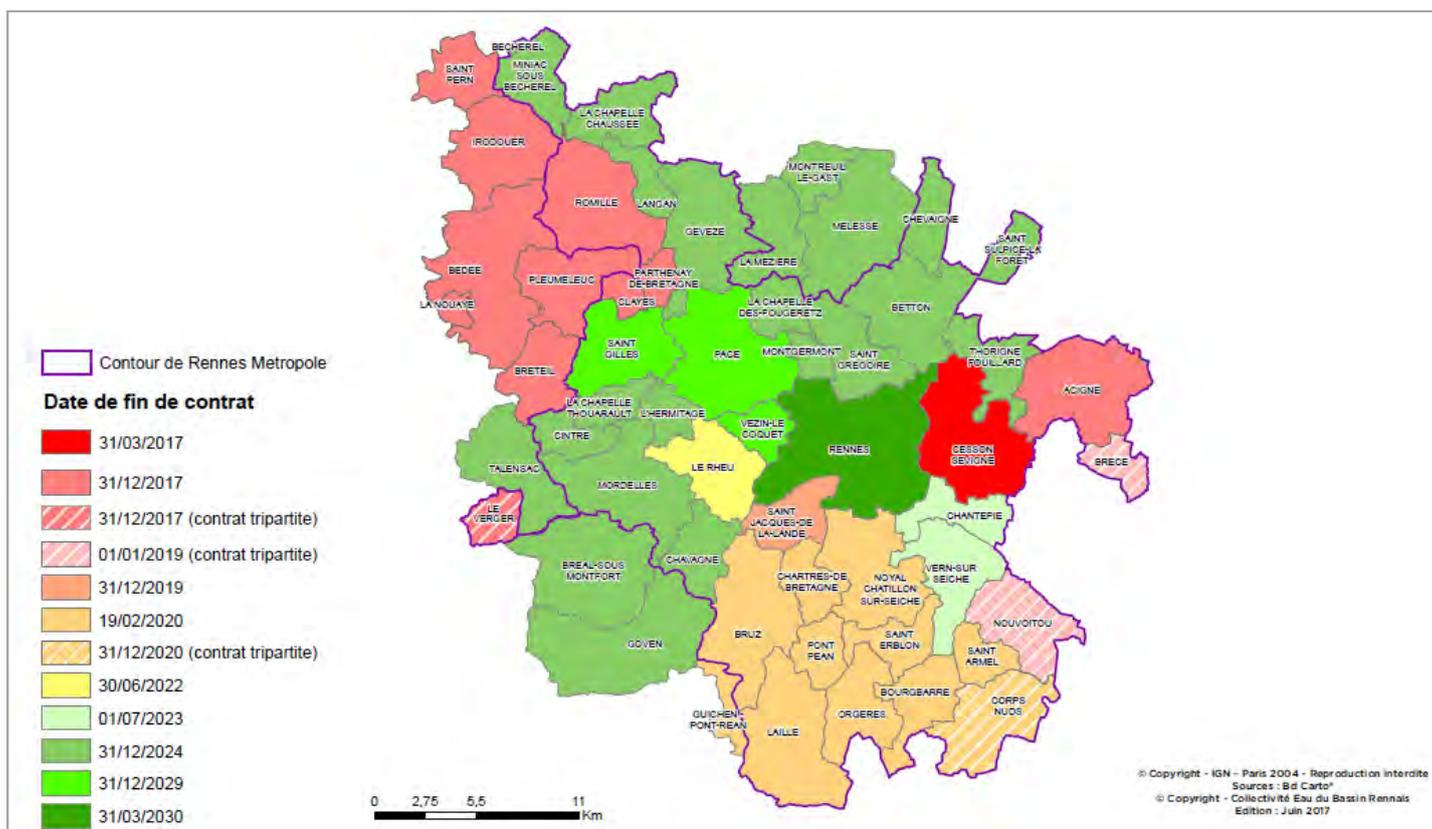 BECHEREL
SAINT
PERN
MINIAC
SOUS
BECHEREL
LA CHAPELLE
CHAUSSEE
IRODOUER
MONTREUIL
LE-GAST
ROMILLE
LANGAN
GEVEZE
MELESSE
CHEVAIGNE
SAINT
SULPICE-LA
FORET
LA MEZIERE
BEDEE
PLEUMELEUC
PARTHENAY
DE-BRETAGNE
LA NOUAYE
CLAYES
LA CHAPELLE
DES-FOUGERETZ
BETTON
SAINT
GILLES
PACE
MONTGERMONT
SAINT
GREGOIRE
THORIGNE
FOUILLARD
BRETEIL
ACIGNE
LA CHAPELLE
THOUARAULT
L'HERMITAGE
CINTRE
VEZIN-LE
COQUET
RENNES
CESSON
SEVIGNE
BRECE
TALENSAC
LE RHEU
MORDELLES
LE
VERGER
SAINT
JACQUES-DE
LA-LANDE
CHANTEPIE
BREAL-SOUS
MONTFORT
CHAVAGNE
CHARTRES-DE
BRETAGNE
NOYAL
CHATILLON
SUR-SEICHE
VERN-SUR
SEICHE
NOUVOITOU
GOVEN
BRUZ
PONT
PEAN
SAINT
ERBLON
SAINT
ARMEL
BOURGBARRE
CORPS
NUDS
GUICHEN -
PONT-REAN
LAILLE
ORGERES
Contour de Rennes Metropole
Date de fin de contrat
31/03/2017
31/12/2017
31/12/2017 (contrat tripartite)
01/01/2019 (contrat tripartite)
31/12/2019
19/02/2020
31/12/2020 (contrat tripartite)
30/06/2022
01/07/2023
31/12/2024
31/12/2029
31/03/2030
0 2,75 5,5 11
Km
© Copyright - IGN - Paris 2004 - Reproduction interdite
Sources : Bd Carto°
© Copyright - Collectivité Eau du Bassin Rennais
Edition : Juin 2017